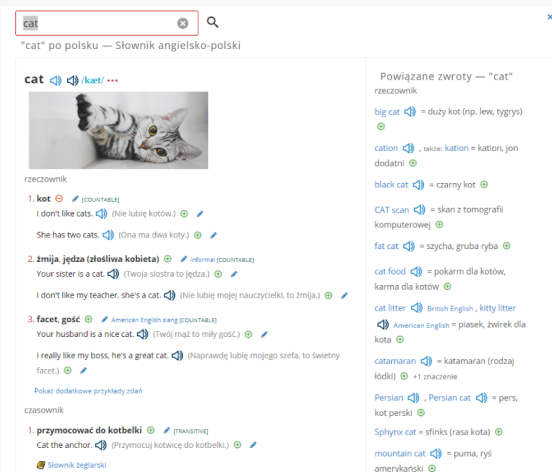 cat
"cat" po polsku — Słownik angielsko-polski
cat /kæt/ •••
rzeczownik
1. kot [COUNTABLE]
I don't like cats. (Nie lubię kotów.)
She has two cats. (Ona ma dwa koty.)
2. żmija, jędza (złośliwa kobieta) informal [COUNTABLE]
Your sister is a cat. (Twoja siostra to jędza.)
I don't like my teacher, she's a cat. (Nie lubię mojej nauczycielki, to żmija.)
3. facet, gość American English slang [COUNTABLE]
Your husband is a nice cat. (Twój mąż to miły gość.)
I really like my boss, he's a great cat. (Naprawdę lubię mojego szefa, to świetny
facet.)
Pokaż dodatkowe przykłady zdań
czasownik
1. przymocować do kotbelki [TRANSITIVE]
Cat the anchor. (Przymocuj kotwicę do kotbelki.)
Słownik żeglarski
Powiązane zwroty — "cat"
rzeczownik
big cat = duży kot (np. lew, tygrys)
cation , także: kation = kation, jon
dodatni
black cat = czarny kot
CAT scan = skan z tomografii
komputerowej
fat cat = szycha, gruba ryba
cat food = pokarm dla kotów,
karma dla kotów
cat litter British English , kitty litter
American English = piasek, żwirek dla
kota
catamaran = katamaran (rodzaj
łódki) +1 znaczenie
Persian , Persian cat = pers,
kot perski
Sphynx cat = sfinks (rasa kota)
mountain cat = puma, ryś
amerykański